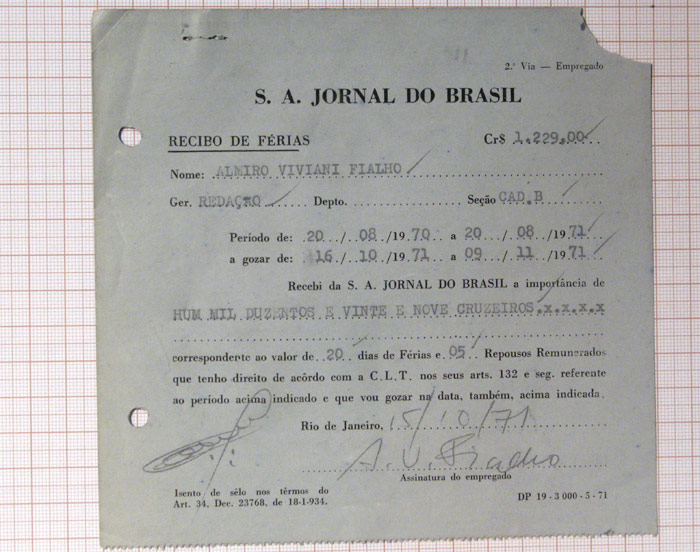 2.ª Via — Empregado
S. A. JORNAL DO BRASIL
RECIBO DE FÉRIAS Cr$ 1.229,00
Nome: ALMIRO VIVIANI FIALHO
Ger. REDAÇÃO Depto. Seção CAD.B
Período de: 20 / 08 /1970 a 20 / 08 /1971
a gozar de: 16 / 10 /1971 a 09 / 11 /1971
Recebi da S. A. JORNAL DO BRASIL a importância de
HUM MIL DUZENTOS E VINTE E NOVE CRUZEIROS.x.x.x.x
correspondente ao valor de 20 dias de Férias e 05 Repousos Remunerados
que tenho direito de acôrdo com a C.L.T. nos seus arts. 132 e seg. referente
ao período acima indicado e que vou gozar na data, também, acima indicada.
Rio de Janeiro, 15/10/71
A. V. Fialho
Assinatura do empregado
Isento de sêlo nos têrmos do
Art. 34, Dec. 23768, de 18-1-934.
DP 19 - 3 000 - 5 - 71